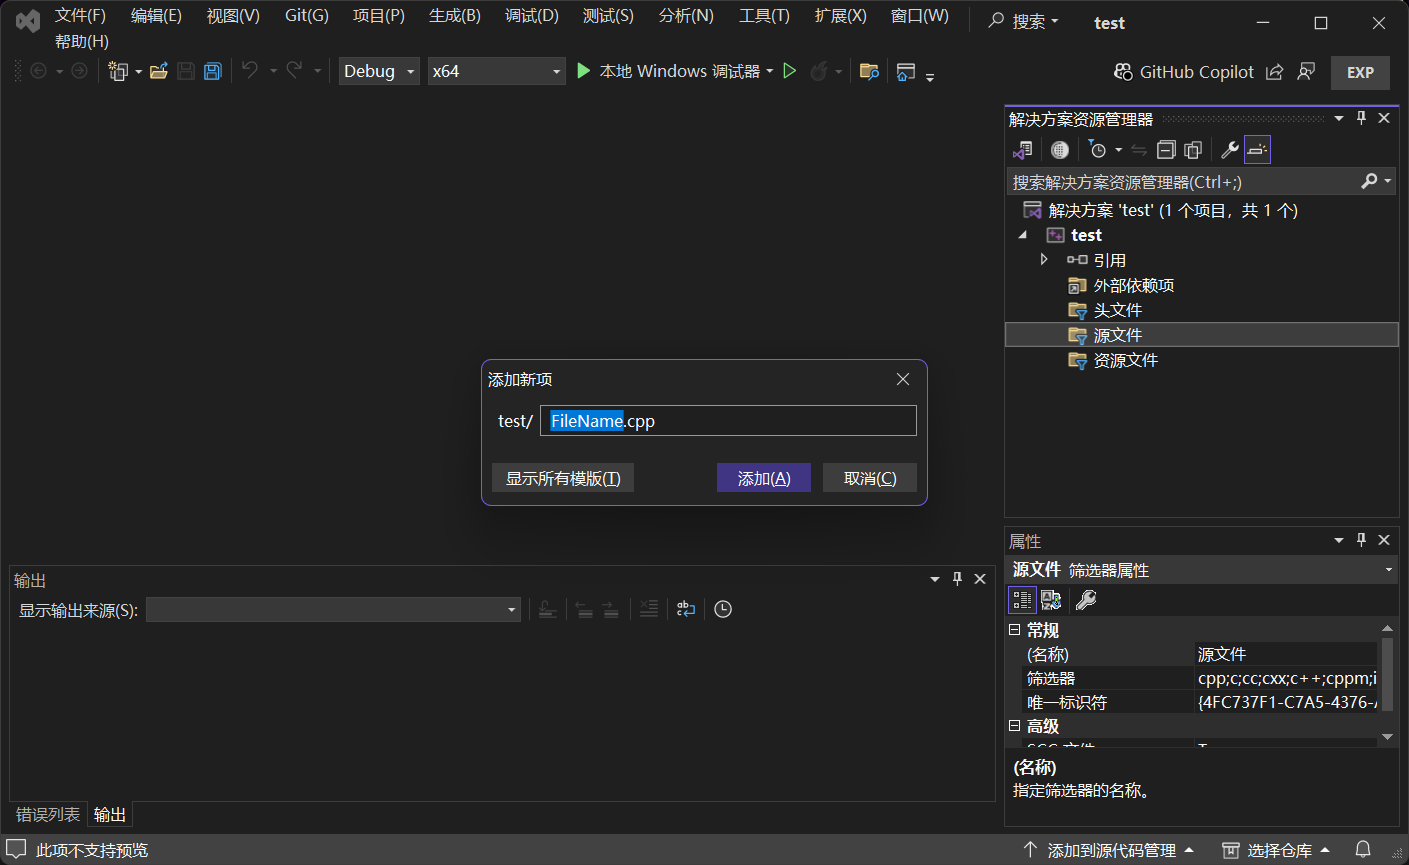 文件(F) 编辑(E) 视图(V) Git(G) 项目(P) 生成(B) 调试(D) 测试(S) 分析(N) 工具(T) 扩展(X) 窗口(W) 搜索 test
帮助(H)
Debug x64 本地 Windows 调试器 GitHub Copilot EXP
解决方案资源管理器
搜索解决方案资源管理器(Ctrl+;)
解决方案 'test' (1 个项目，共 1 个)
test
引用
外部依赖项
头文件
源文件
资源文件
添加新项
test/ FileName.cpp
显示所有模版(T) 添加(A) 取消(C)
输出
显示输出来源(S):
错误列表 输出
属性
源文件 筛选器属性
常规
(名称) 源文件
筛选器 cpp;c;cc;cxx;c++;cppm;i
唯一标识符 {4FC737F1-C7A5-4376-
高级
(名称)
指定筛选器的名称。
此项不支持预览 添加到源代码管理 选择仓库